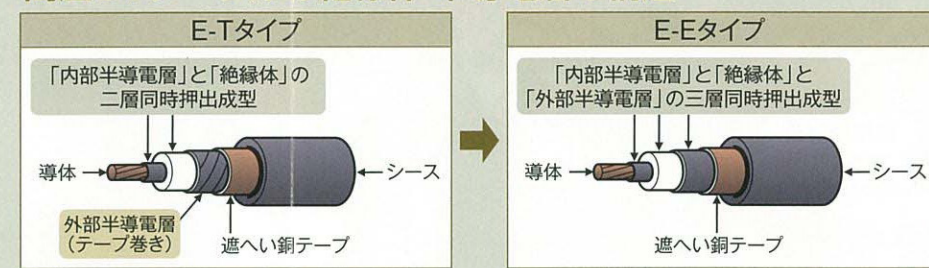 E-Tタイプ
「内部半導電層」と「絶縁体」の
二層同時押出成型
導体
シース
外部半導電層
(テープ巻き)
遮へい銅テープ
E-Eタイプ
「内部半導電層」と「絶縁体」と
「外部半導電層」の三層同時押出成型
導体
シース
遮へい銅テープ